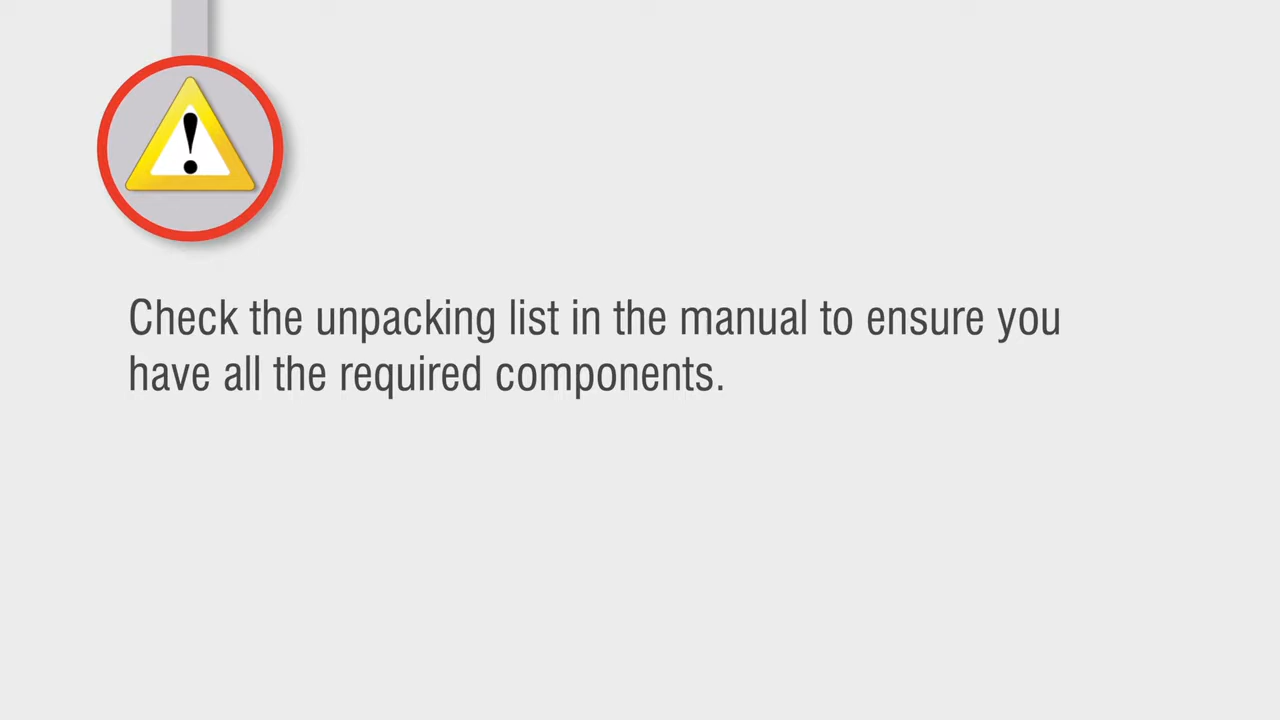 Check the unpacking list in the manual to ensure you
have all the required components.